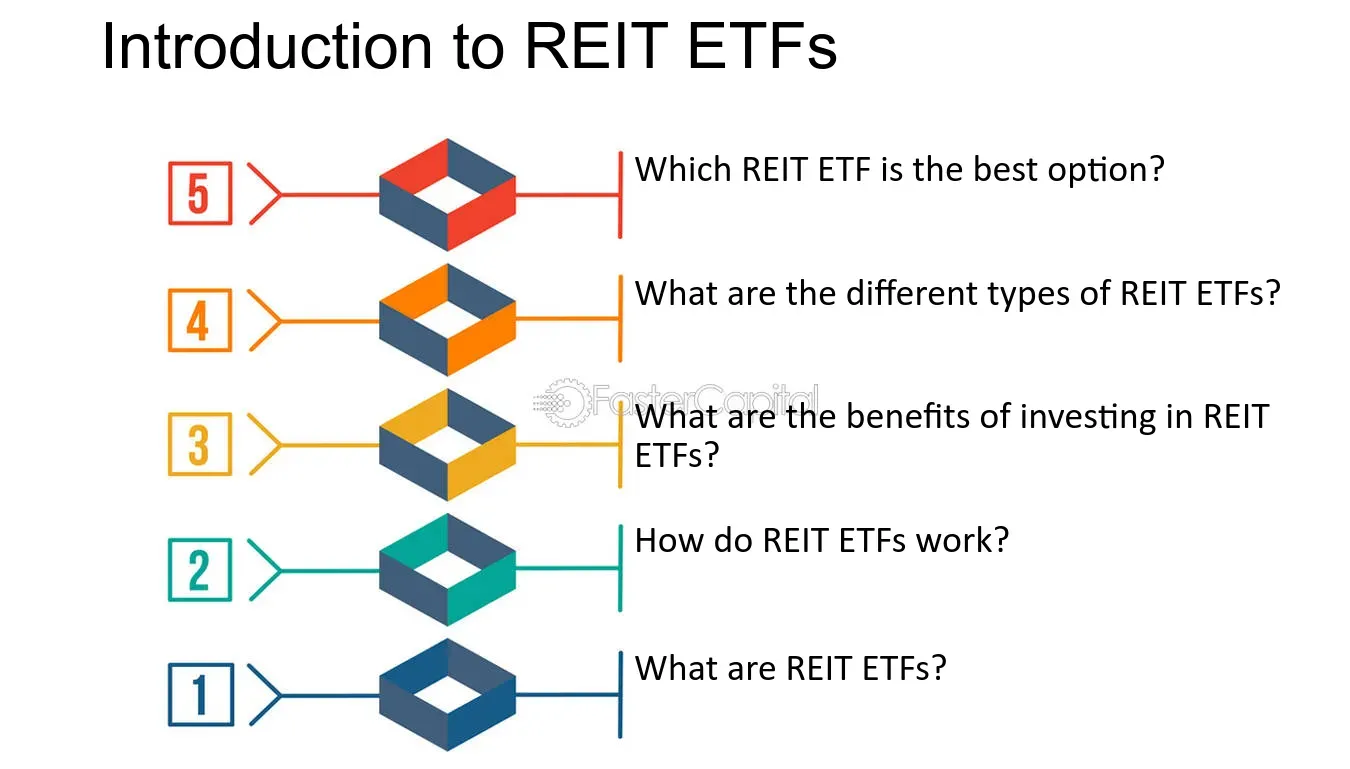 Introduction to REIT ETFs
5
Which REIT ETF is the best option?
4
What are the different types of REIT ETFs?
FasterCapital
3
What are the benefits of investing in REIT
ETFs?
2
How do REIT ETFs work?
1
What are REIT ETFs?